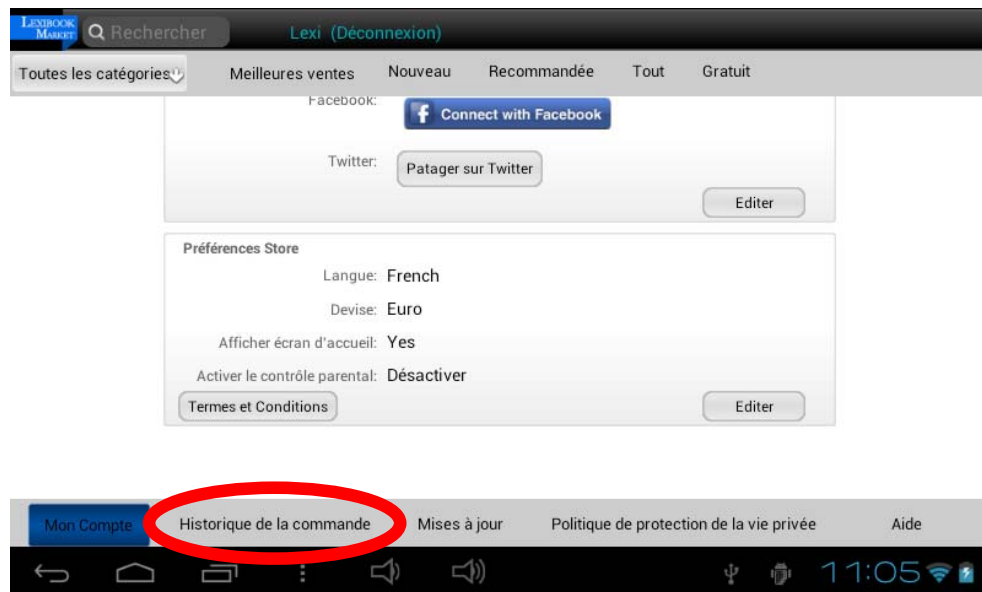 LEXIBOOK
MARKET
Rechercher
Lexi (Déconnexion)
Toutes les catégories
Meilleures ventes
Nouveau
Recommandée
Tout
Gratuit
Facebook:
f Connect with Facebook
Twitter:
Patager sur Twitter
Editer
Préférences Store
Langue: French
Devise: Euro
Afficher écran d'accueil: Yes
Activer le contrôle parental: Désactiver
Termes et Conditions
Editer
Mon Compte
Historique de la commande
Mises à jour
Politique de protection de la vie privée
Aide
11:05